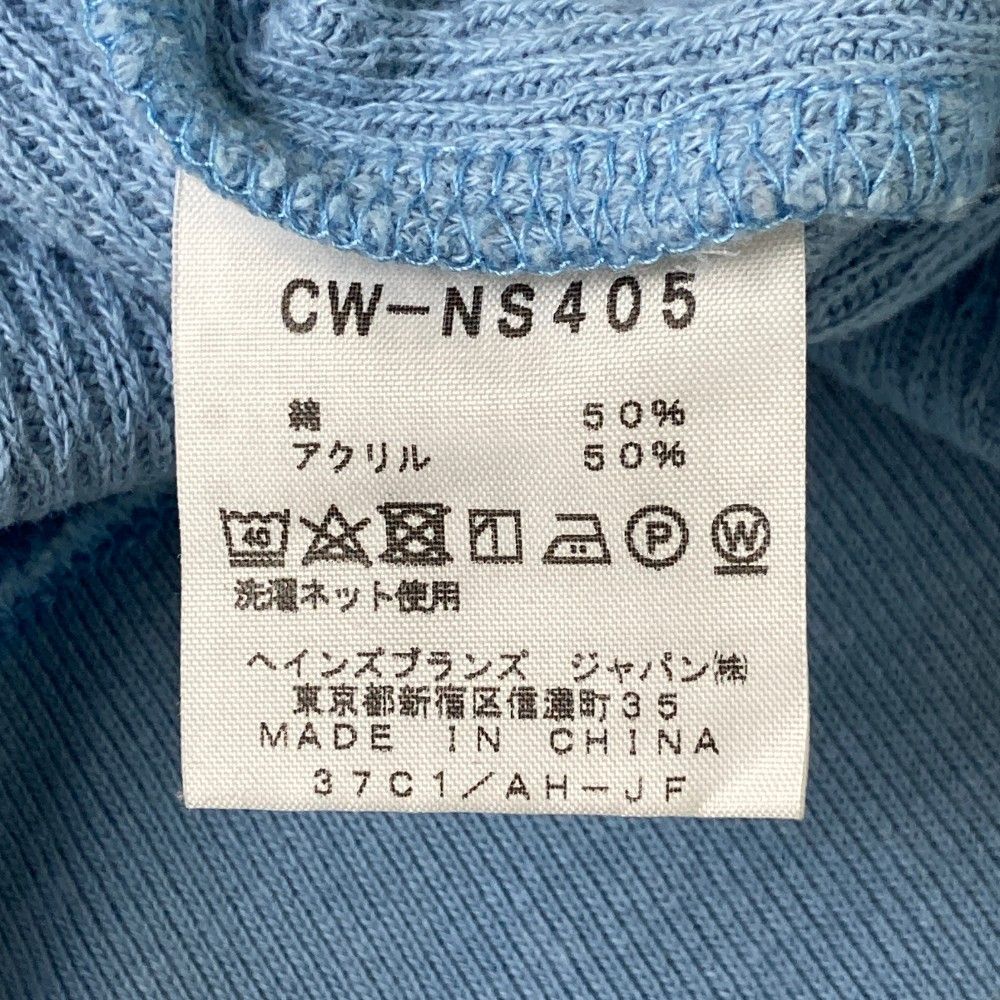 CW-NS405
綿 50%
アクリル 50%
40 1 P W
洗濯ネット使用
ヘインズブランズ ジャパン㈱
東京都新宿区信濃町35
MADE IN CHINA
37C1/AH-JF